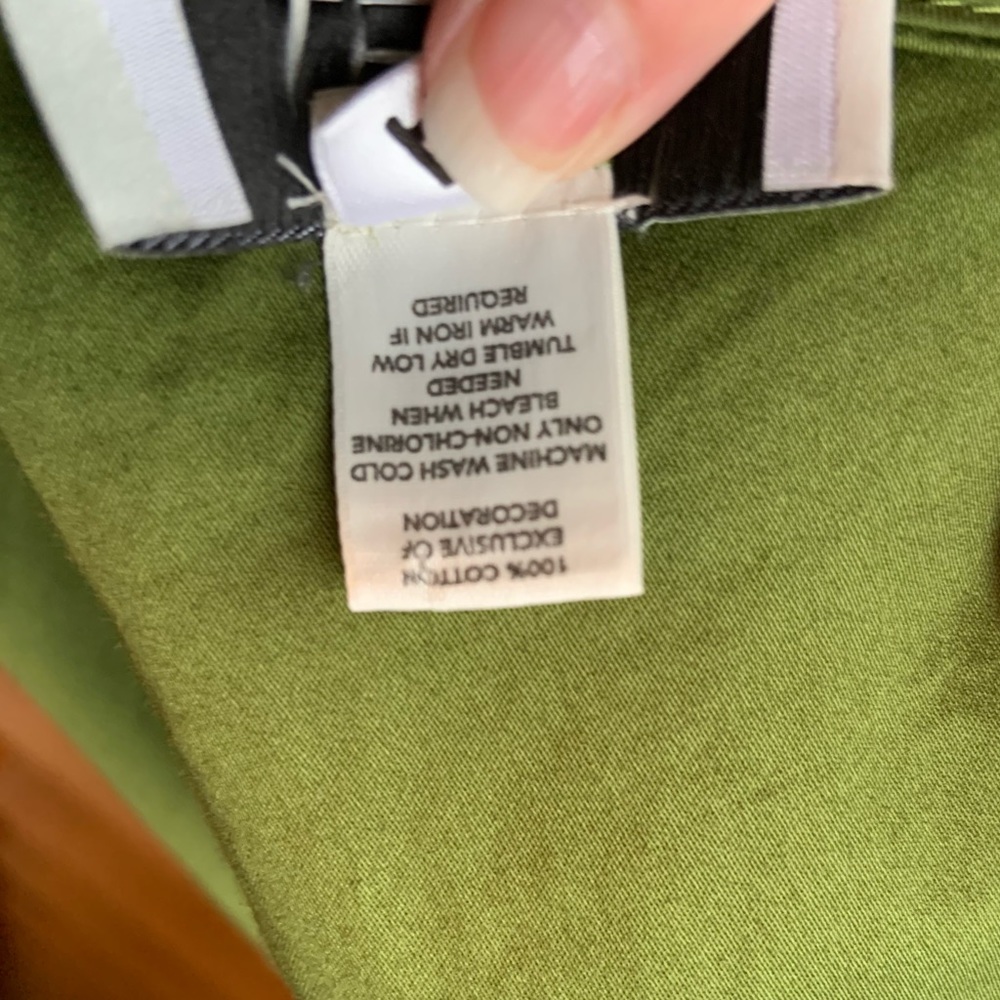 100% COTTON
EXCLUSIVE OF
DECORATION
MACHINE WASH COLD
ONLY NON-CHLORINE
BLEACH WHEN
NEEDED
TUMBLE DRY LOW
WARM IRON IF
REQUIRED